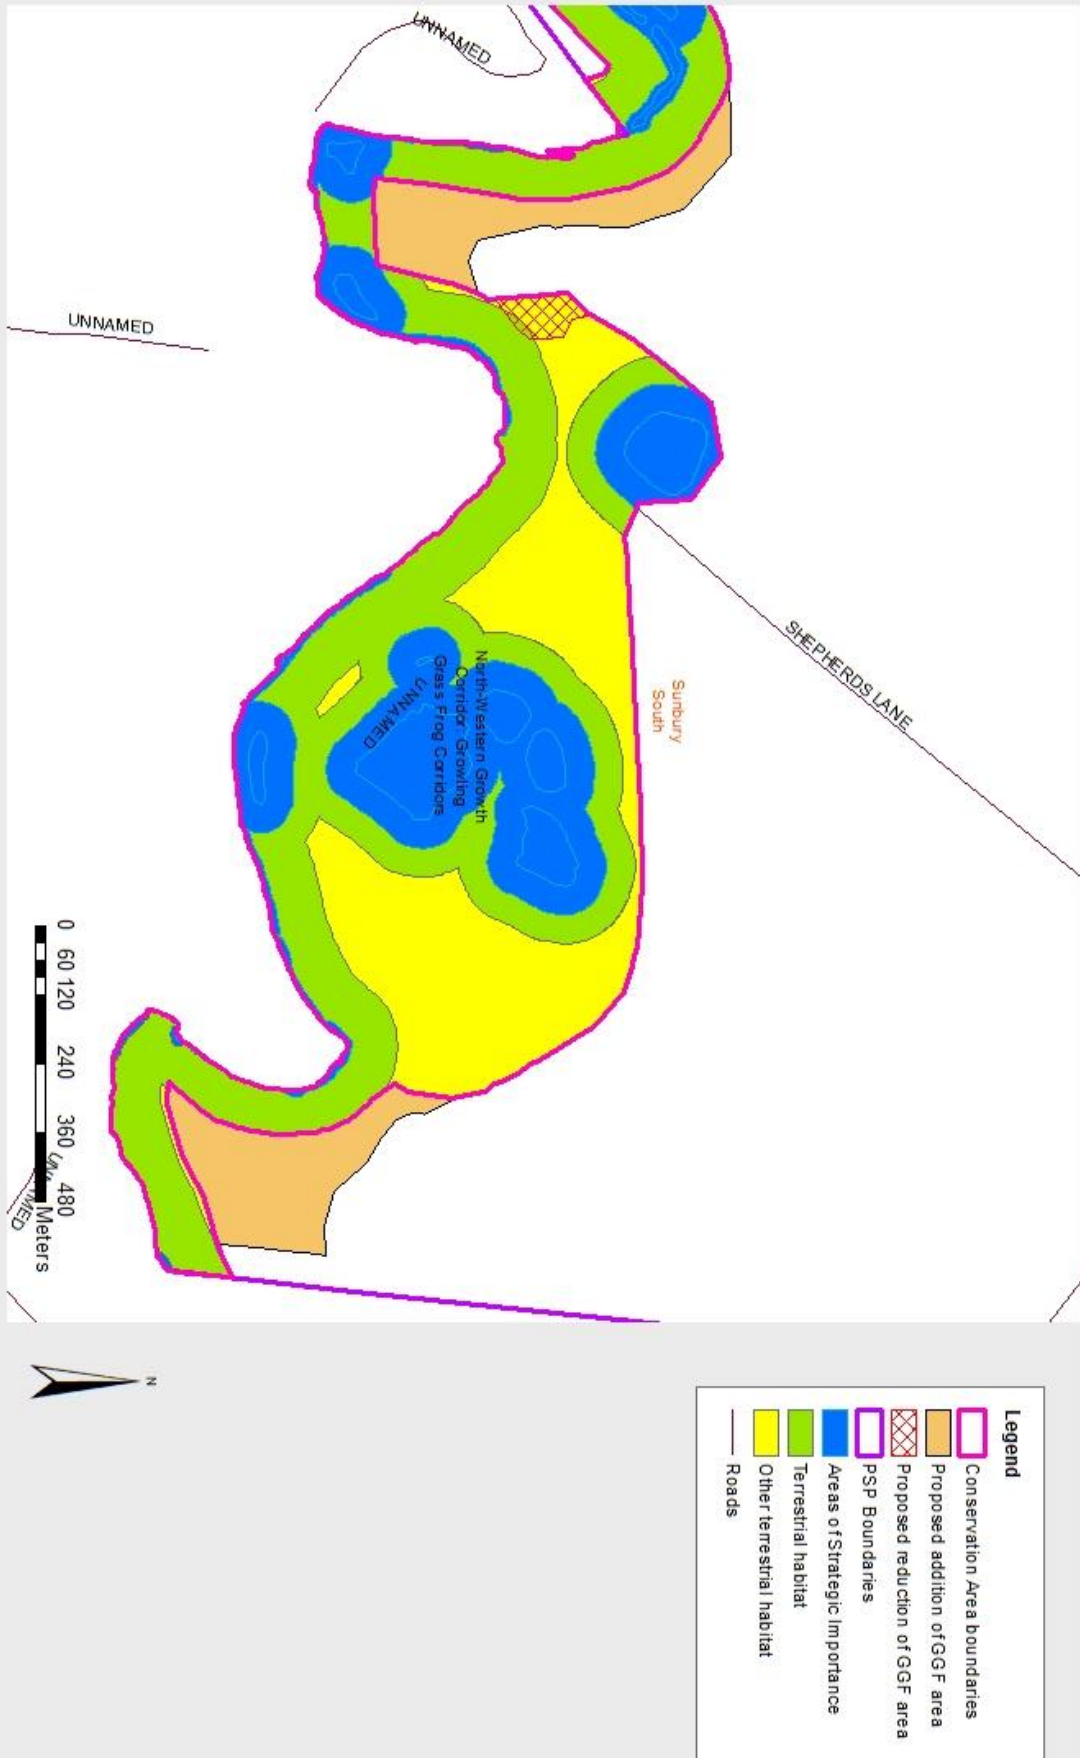 UNNAMED
UNNAMED
SHEPHERDS LANE
Sunbury
South
North-Western Growth
Corridor: Growling
Grass Frog Corridors
UNNAMED
0 60 120 240 360 480
Meters
UNNAMED
N
Legend
Conservation Area boundaries
Proposed addition of GGF area
Proposed reduction of GGF area
PSP Boundaries
Areas of Strategic Importance
Terrestrial habitat
Other terrestrial habitat
Roads